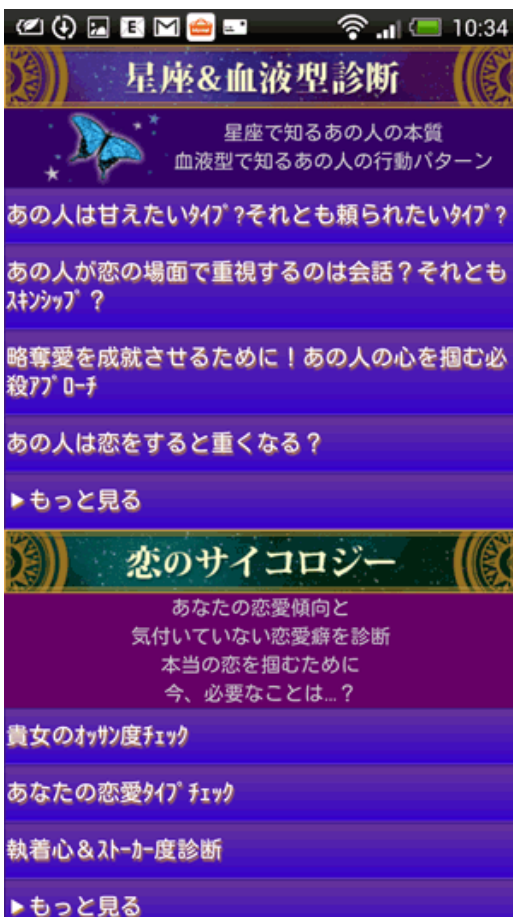 10:34
星座&血液型診断
星座で知るあの人の本質
血液型で知るあの人の行動パターン
あの人は甘えたいﾀｲﾌﾟ?それとも頼られたいﾀｲﾌﾟ?
あの人が恋の場面で重視するのは会話？それとも
ｽｷﾝｼｯﾌﾟ？
略奪愛を成就させるために！あの人の心を掴む必
殺ｱﾌﾟﾛｰﾁ
あの人は恋をすると重くなる？
▶もっと見る
恋のサイコロジー
あなたの恋愛傾向と
気付いていない恋愛癖を診断
本当の恋を掴むために
今、必要なことは…？
貴女のｵｯｻﾝ度ﾁｪｯｸ
あなたの恋愛ﾀｲﾌﾟﾁｪｯｸ
執着心＆ｽﾄｰｶｰ度診断
▶もっと見る